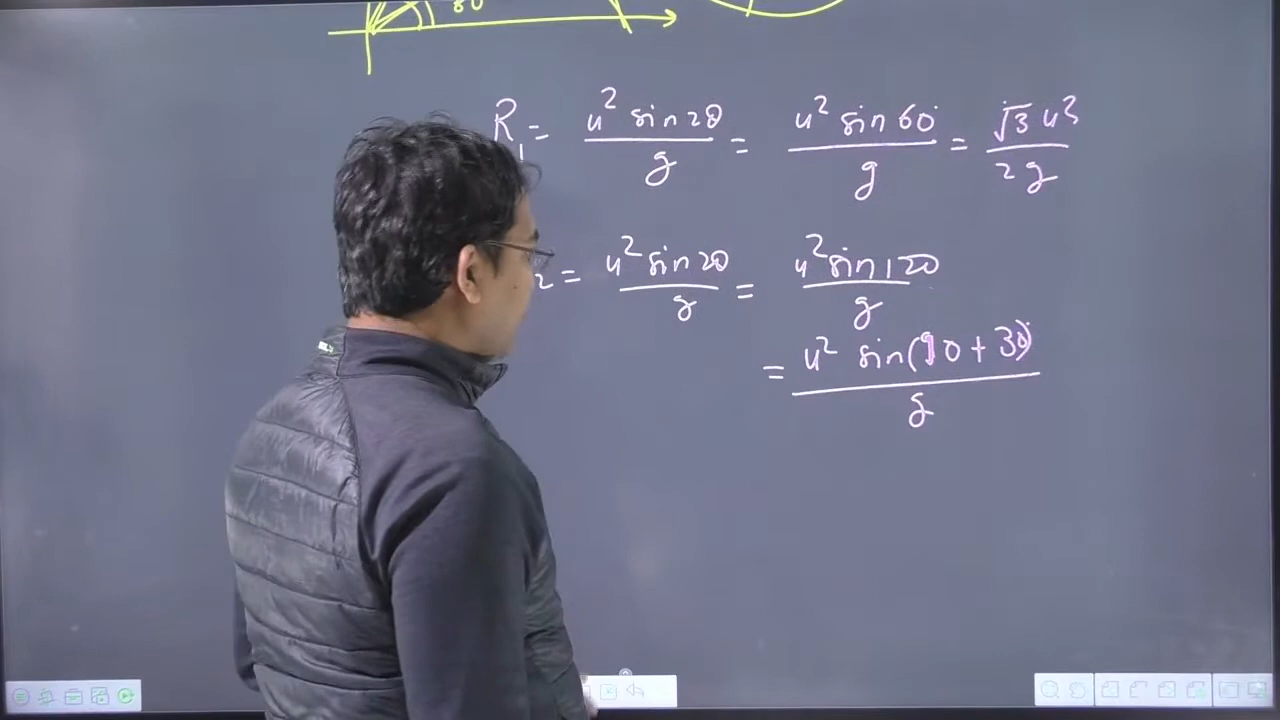 80
R₁ = u² sin 2θ / g = u² sin 60° / g = √3 u² / 2g
₂ = u² sin 2θ / g = u² sin 120 / g
= u² sin(90 + 30) / g